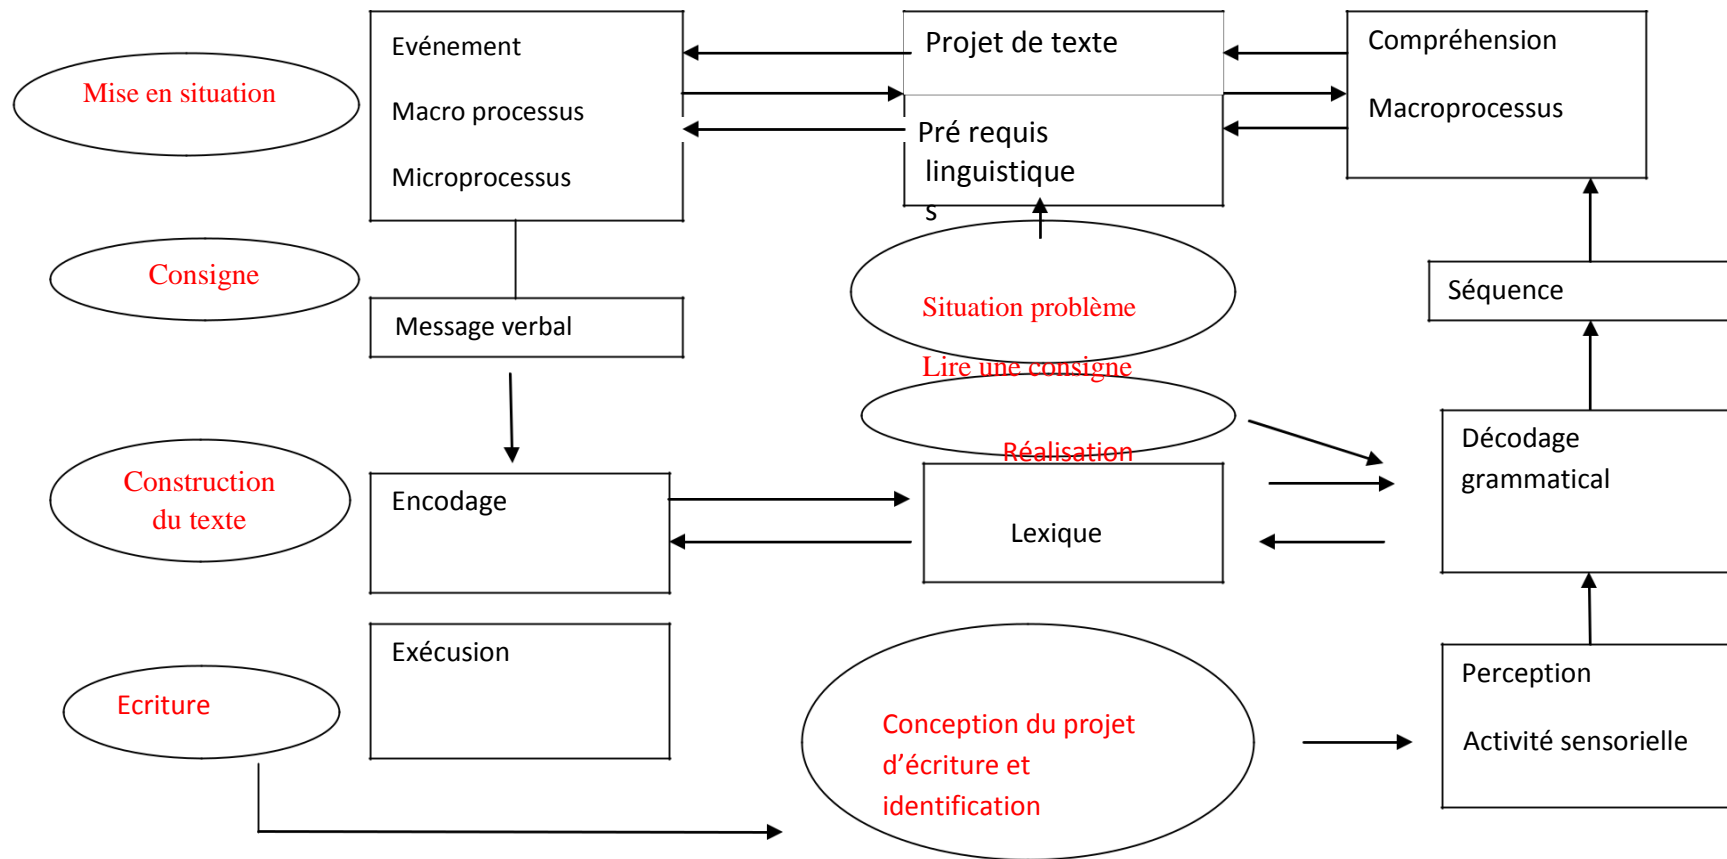 Mise en situation
Evénement
Macro processus
Microprocessus
Projet de texte
Pré requis
linguistique
s
Compréhension
Macroprocessus
Consigne
Message verbal
Situation problème
Lire une consigne
Séquence
Construction
du texte
Encodage
Réalisation
Lexique
Décodage
grammatical
Ecriture
Exécusion
Conception du projet
d’écriture et
identification
Perception
Activité sensorielle